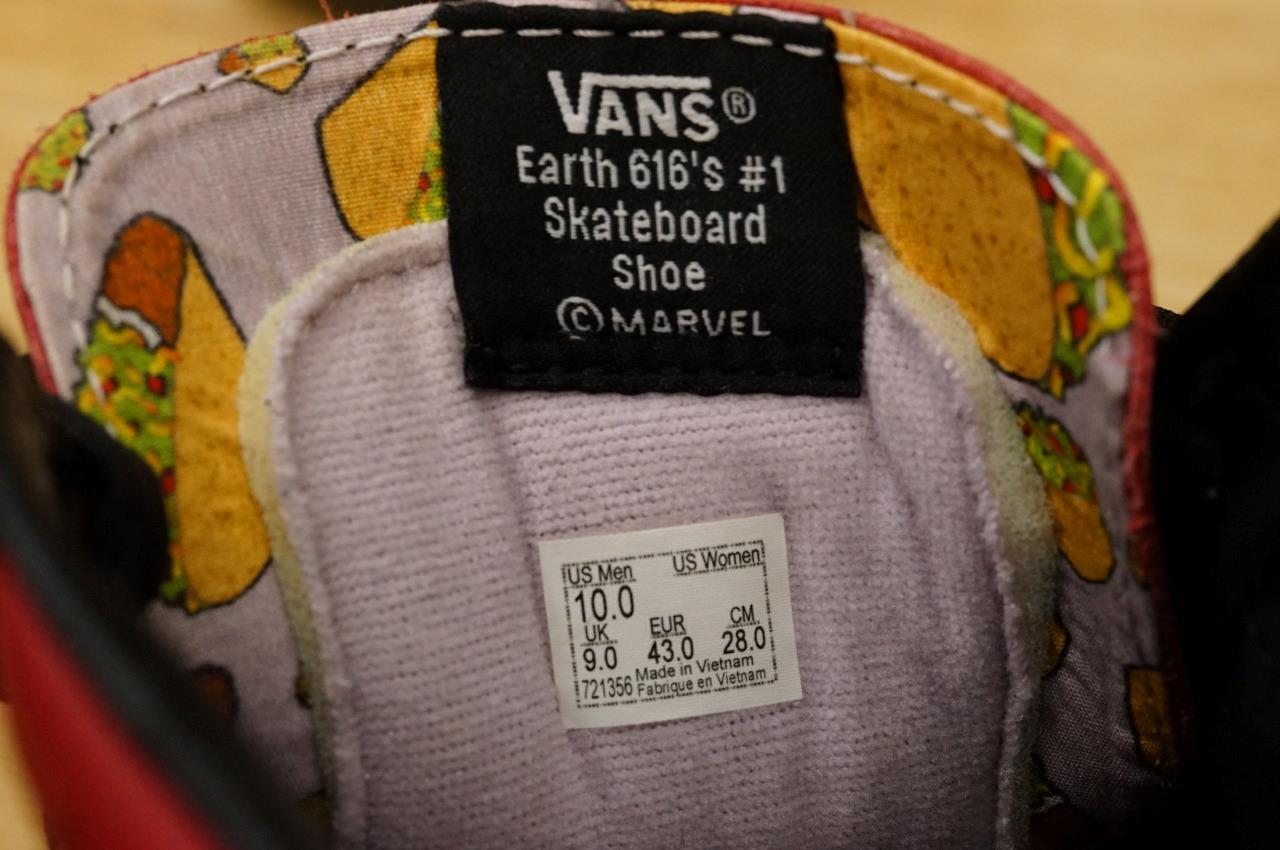 VANS®
Earth 616's #1
Skateboard
Shoe
©MARVEL
US Men US Women
10.0
UK EUR CM
9.0 43.0 28.0
Made in Vietnam
721356 Fabrique en Vietnam